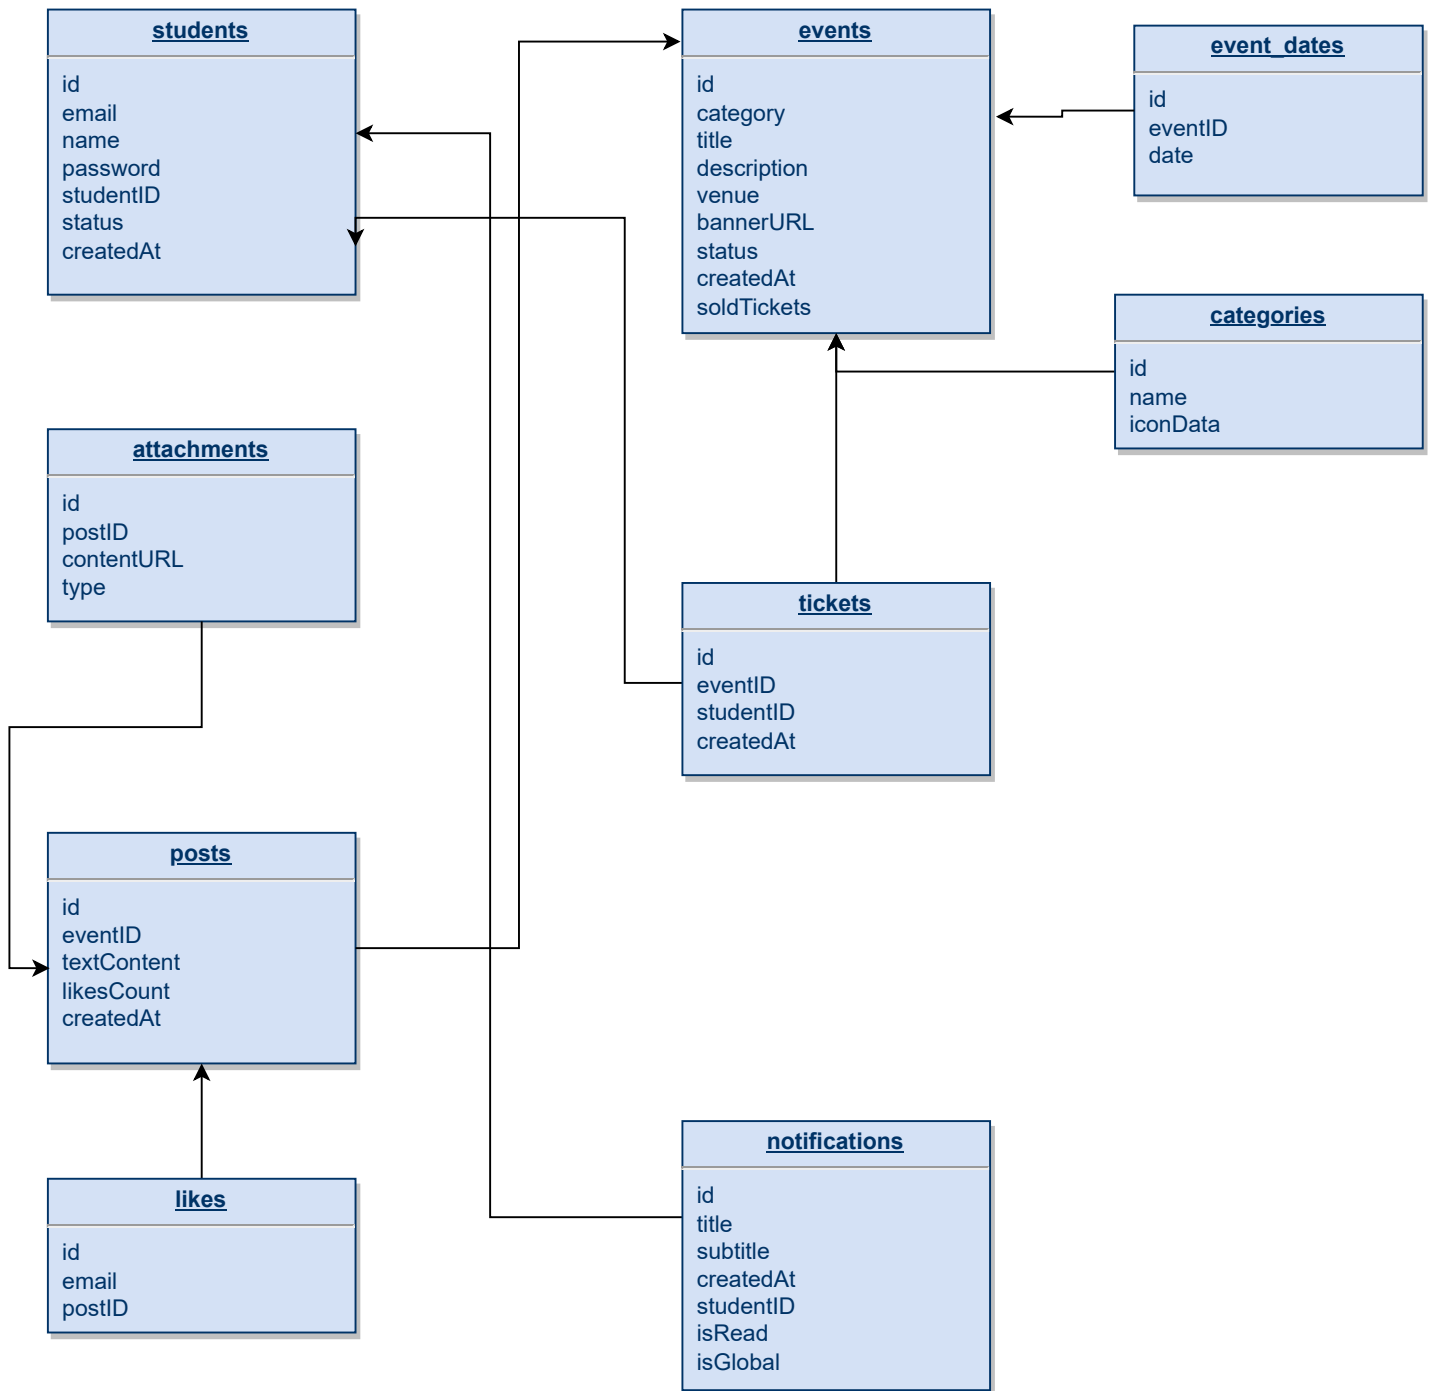 students
id
email
name
password
studentID
status
createdAt
events
id
category
title
description
venue
bannerURL
status
createdAt
soldTickets
event_dates
id
eventID
date
categories
id
name
iconData
attachments
id
postID
contentURL
type
tickets
id
eventID
studentID
createdAt
posts
id
eventID
textContent
likesCount
createdAt
notifications
id
title
subtitle
createdAt
studentID
isRead
isGlobal
likes
id
email
postID